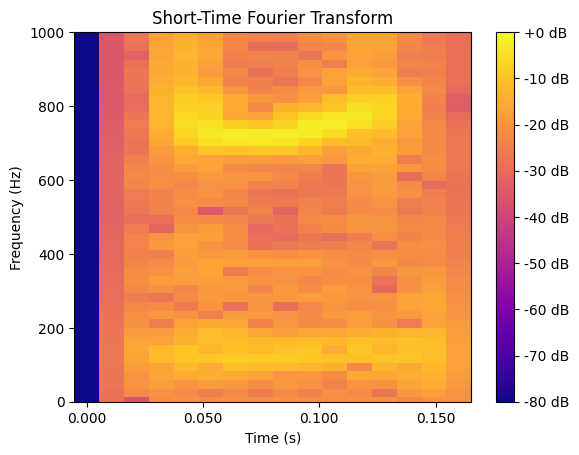 Short-Time Fourier Transform
Frequency (Hz)
1000
800
600
400
200
0
0.000
0.050
0.100
0.150
Time (s)
+0 dB
-10 dB
-20 dB
-30 dB
-40 dB
-50 dB
-60 dB
-70 dB
-80 dB